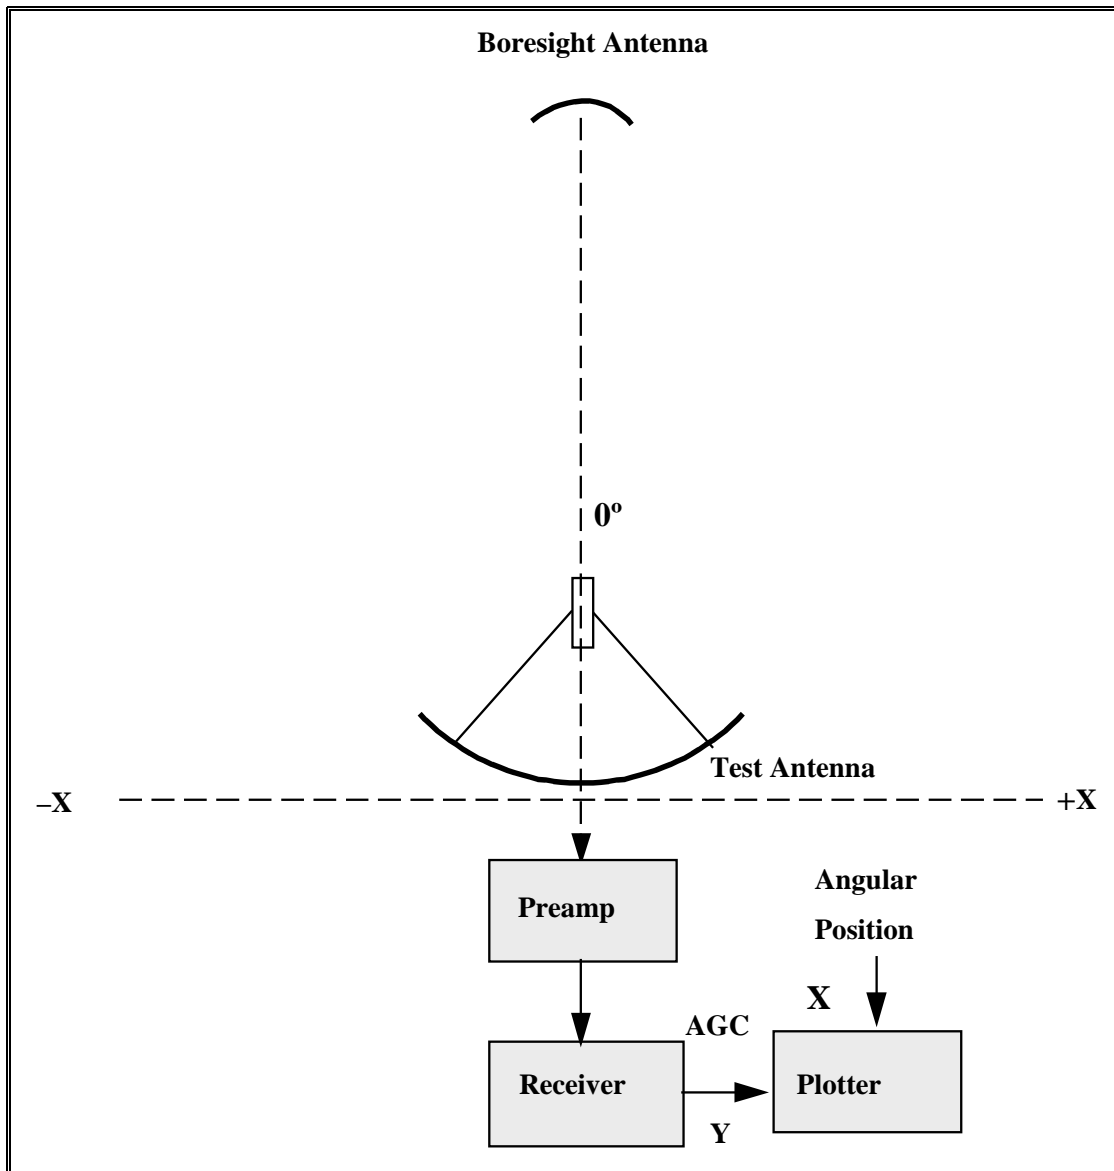 Boresight Antenna
0º
Test Antenna
–X
+X
Preamp
Angular
Position
X
AGC
Receiver
Plotter
Y